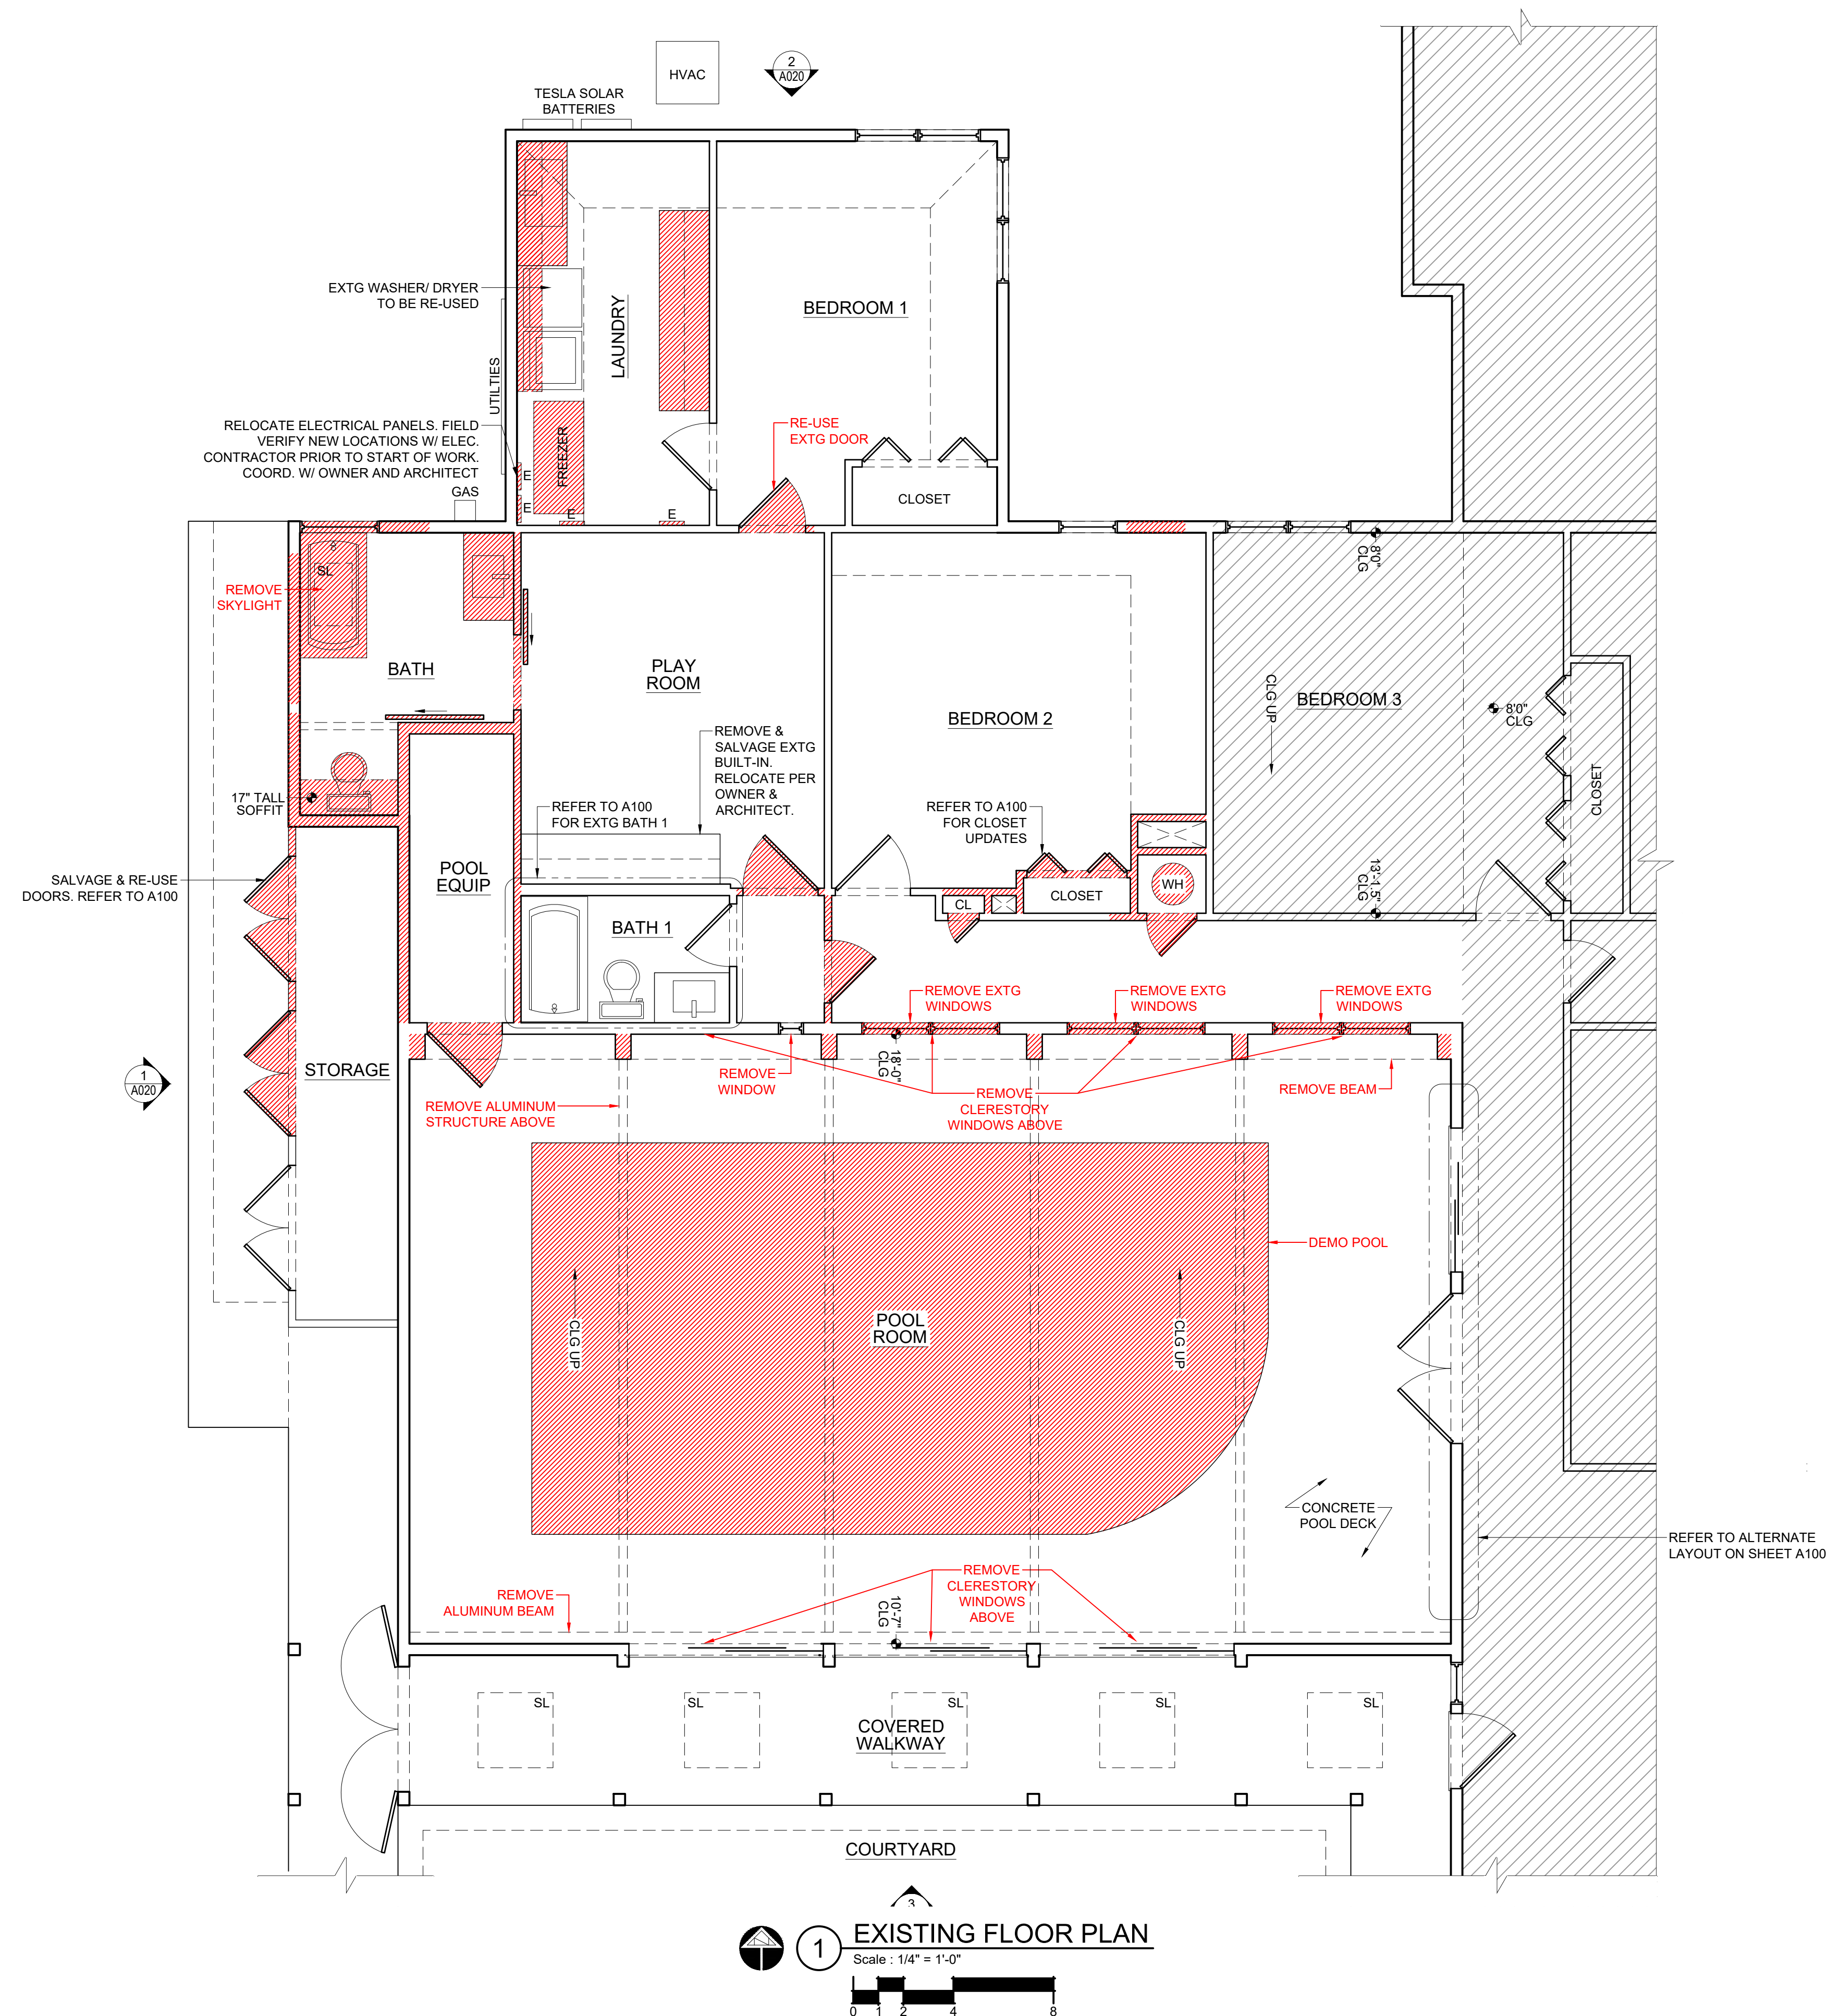 HVAC
2
A020
TESLA SOLAR
BATTERIES
EXTG WASHER/ DRYER
TO BE RE-USED
LAUNDRY
BEDROOM 1
UTILTIES
RELOCATE ELECTRICAL PANELS. FIELD
VERIFY NEW LOCATIONS W/ ELEC.
CONTRACTOR PRIOR TO START OF WORK.
COORD. W/ OWNER AND ARCHITECT
GAS
FREEZER
E
E
E
E
RE-USE
EXTG DOOR
CLOSET
8'0"
CLG
SL
REMOVE
SKYLIGHT
BATH
PLAY
ROOM
BEDROOM 2
CLG UP
BEDROOM 3
8'0"
CLG
CLOSET
REMOVE &
SALVAGE EXTG
BUILT-IN.
RELOCATE PER
OWNER &
ARCHITECT.
17" TALL
SOFFIT
REFER TO A100
FOR EXTG BATH 1
REFER TO A100
FOR CLOSET
UPDATES
13'-1.5"
CLG
SALVAGE & RE-USE
DOORS. REFER TO A100
POOL
EQUIP
WH
CL
CLOSET
BATH 1
REMOVE EXTG
WINDOWS
REMOVE EXTG
WINDOWS
REMOVE EXTG
WINDOWS
1
A020
STORAGE
18'-0"
CLG
REMOVE
WINDOW
REMOVE
CLERESTORY
WINDOWS ABOVE
REMOVE BEAM
REMOVE ALUMINUM
STRUCTURE ABOVE
DEMO POOL
POOL
ROOM
CLG UP
CLG UP
CONCRETE
POOL DECK
REFER TO ALTERNATE
LAYOUT ON SHEET A100
REMOVE
ALUMINUM BEAM
REMOVE
CLERESTORY
WINDOWS
ABOVE
10'-7"
CLG
SL
SL
SL
SL
SL
COVERED
WALKWAY
COURTYARD
3
1
EXISTING FLOOR PLAN
Scale : 1/4" = 1'-0"
0 1 2 4 8